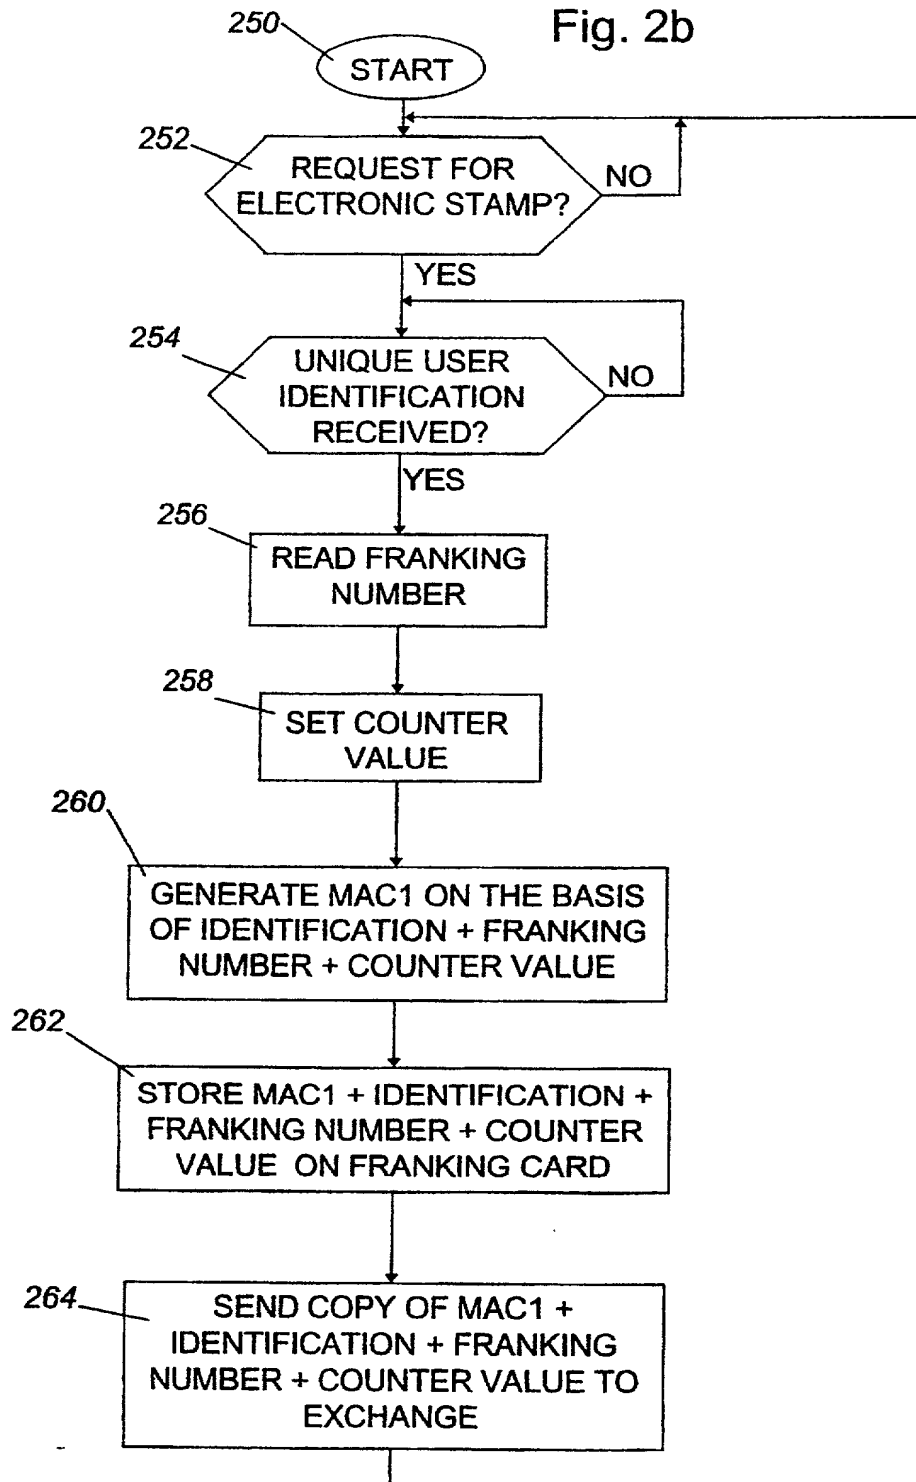 Fig. 2b
250
START
252
REQUEST FOR
ELECTRONIC STAMP?
NO
YES
254
UNIQUE USER
IDENTIFICATION
RECEIVED?
NO
YES
256
READ FRANKING
NUMBER
258
SET COUNTER
VALUE
260
GENERATE MAC1 ON THE BASIS
OF IDENTIFICATION + FRANKING
NUMBER + COUNTER VALUE
262
STORE MAC1 + IDENTIFICATION +
FRANKING NUMBER + COUNTER
VALUE ON FRANKING CARD
264
SEND COPY OF MAC1 +
IDENTIFICATION + FRANKING
NUMBER + COUNTER VALUE TO
EXCHANGE